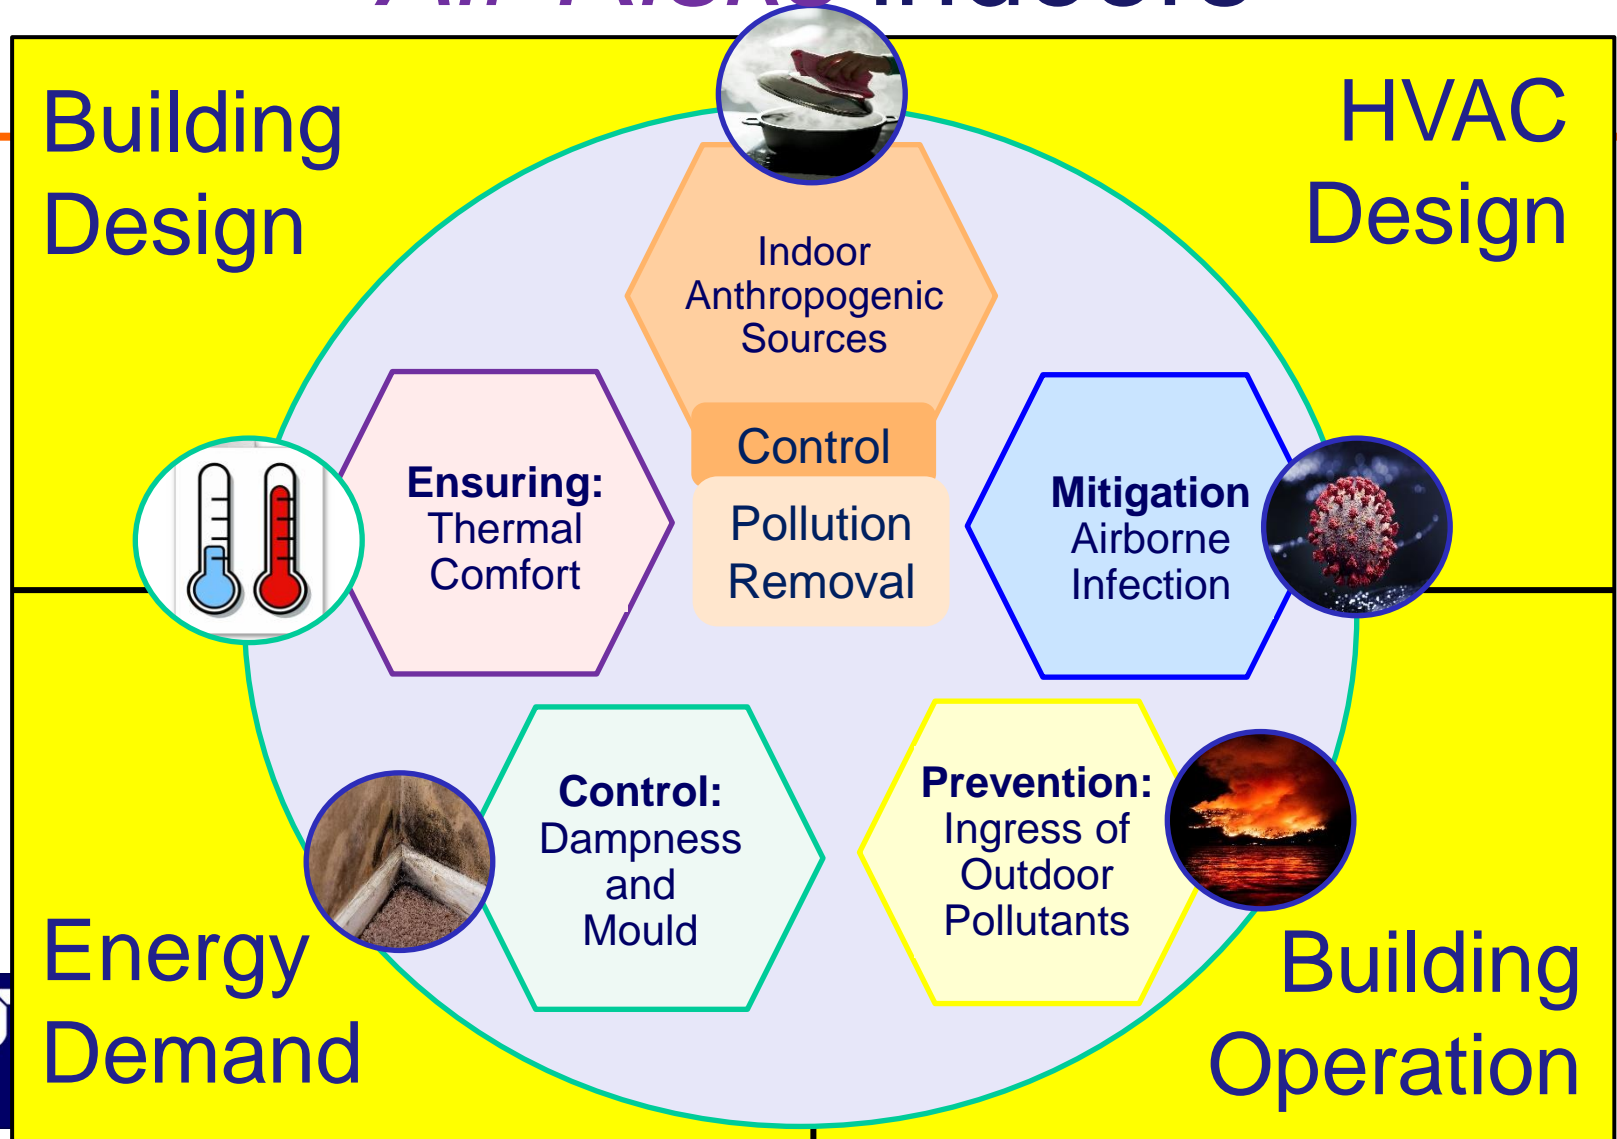 Building
Design
HVAC
Design
Indoor
Anthropogenic
Sources
Control
Pollution
Removal
Ensuring:
Thermal
Comfort
Mitigation
Airborne
Infection
Control:
Dampness
and
Mould
Prevention:
Ingress of
Outdoor
Pollutants
Energy
Demand
Building
Operation